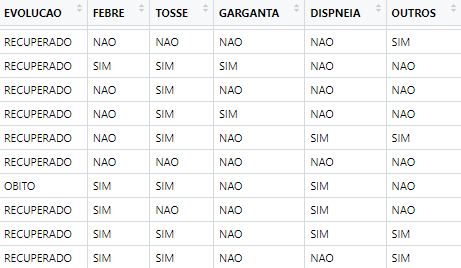 EVOLUCAO FEBRE TOSSE GARGANTA DISPNEIA OUTROS
RECUPERADO NAO NAO NAO NAO SIM
RECUPERADO SIM SIM SIM NAO NAO
RECUPERADO NAO SIM NAO NAO NAO
RECUPERADO NAO SIM SIM NAO NAO
RECUPERADO NAO SIM NAO SIM SIM
RECUPERADO NAO NAO NAO NAO NAO
OBITO SIM SIM NAO SIM NAO
RECUPERADO SIM NAO NAO SIM NAO
RECUPERADO SIM SIM NAO SIM SIM
RECUPERADO SIM SIM NAO NAO SIM